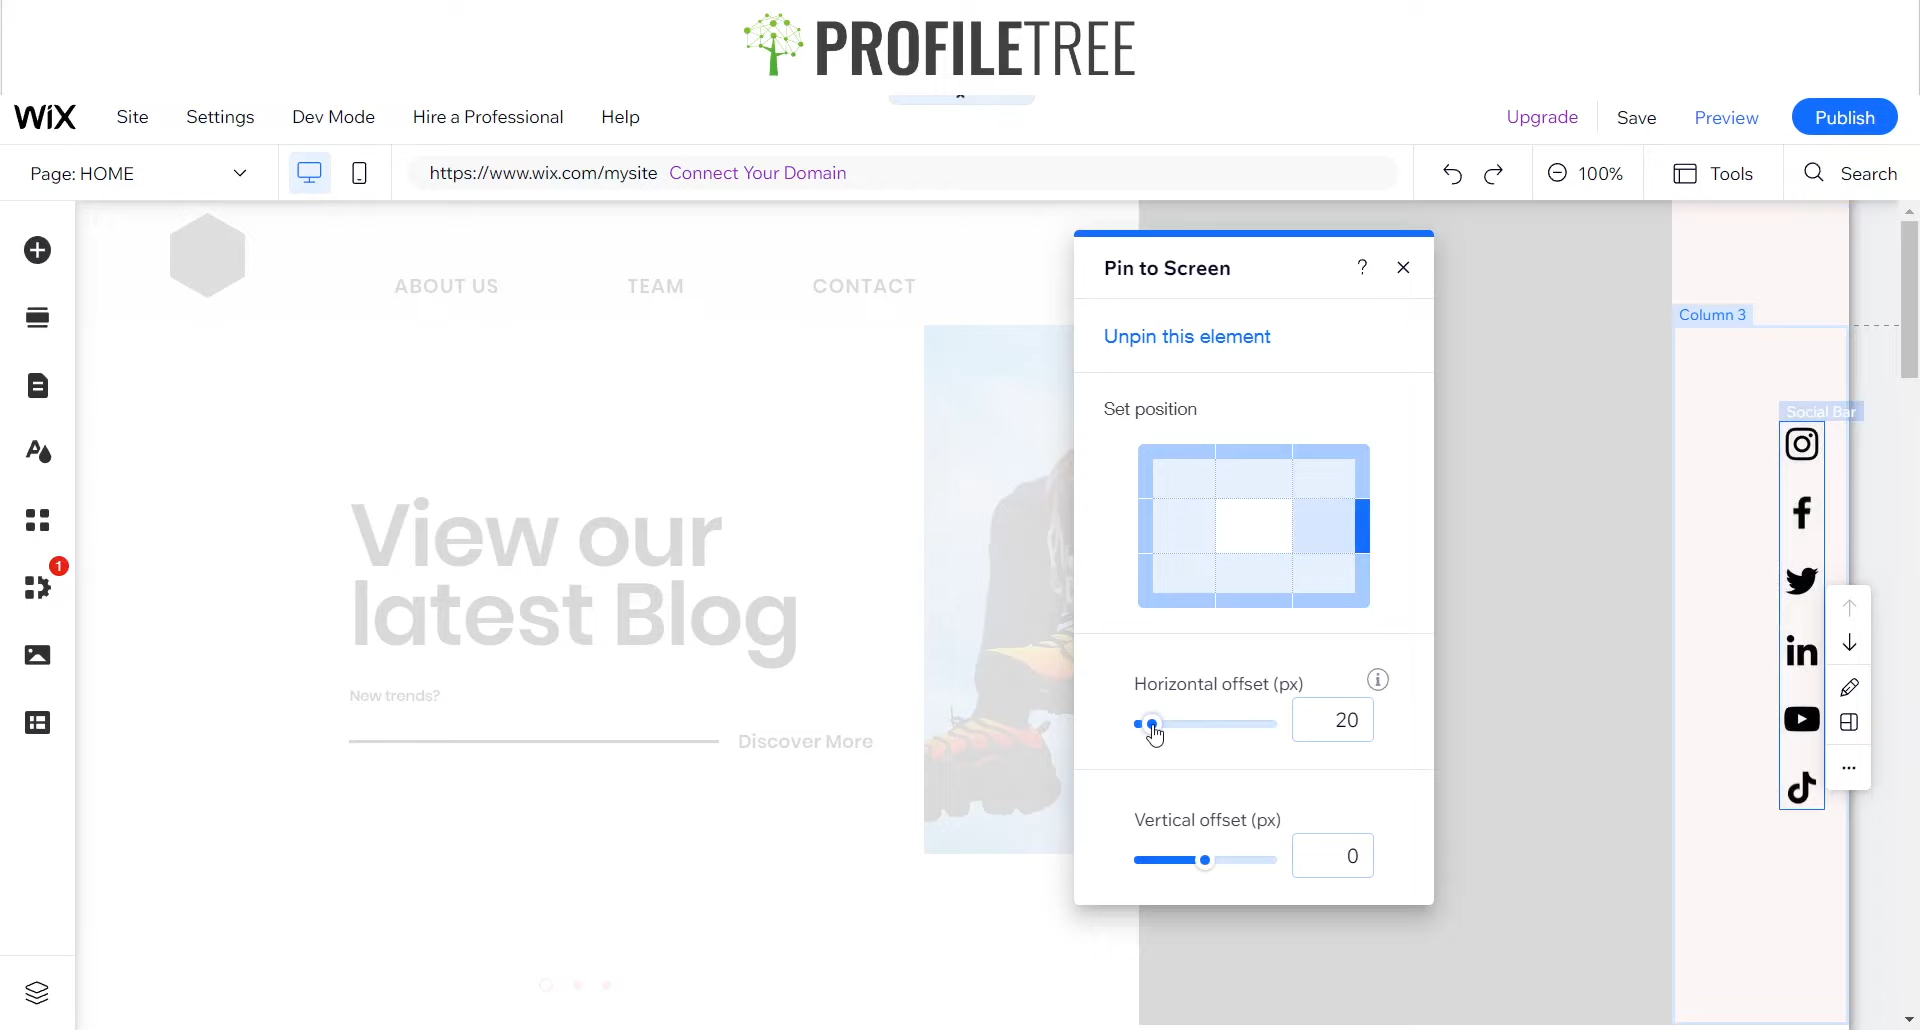 PROFILETREE
WiX Site Settings Dev Mode Hire a Professional Help Upgrade Save Preview Publish
Page: HOME https://www.wix.com/mysite Connect Your Domain 100% Tools Search
ABOUT US TEAM CONTACT
Pin to Screen ?
Unpin this element
Set position
Column 3
Social Bar
View our
latest Blog
New trends?
Discover More
1
Horizontal offset (px) i
20
Vertical offset (px)
0
in